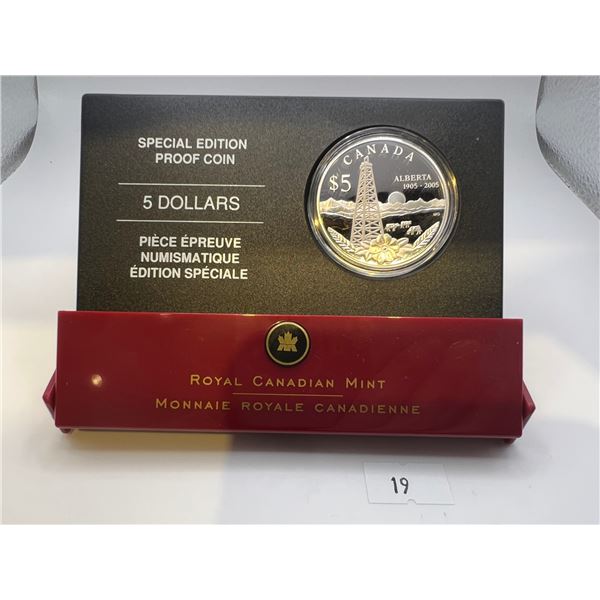 SPECIAL EDITION
PROOF COIN
5 DOLLARS
PIÈCE ÉPREUVE
NUMISMATIQUE
ÉDITION SPÉCIALE
CANADA
$5
ALBERTA
1905 - 2005
ROYAL CANADIAN MINT
MONNAIE ROYALE CANADIENNE
19